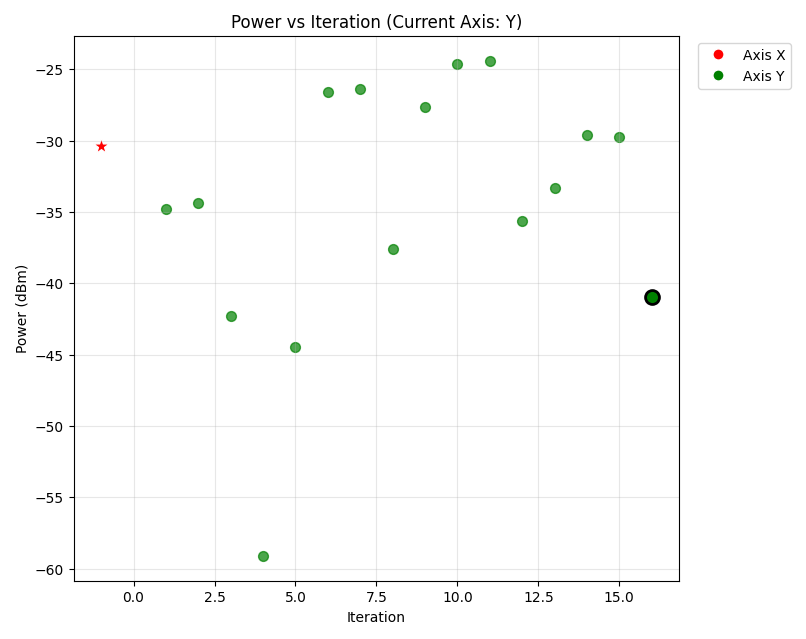 Power vs Iteration (Current Axis: Y)
Axis X
Axis Y
Power (dBm)
−25
−30
−35
−40
−45
−50
−55
−60
0.0 2.5 5.0 7.5 10.0 12.5 15.0
Iteration